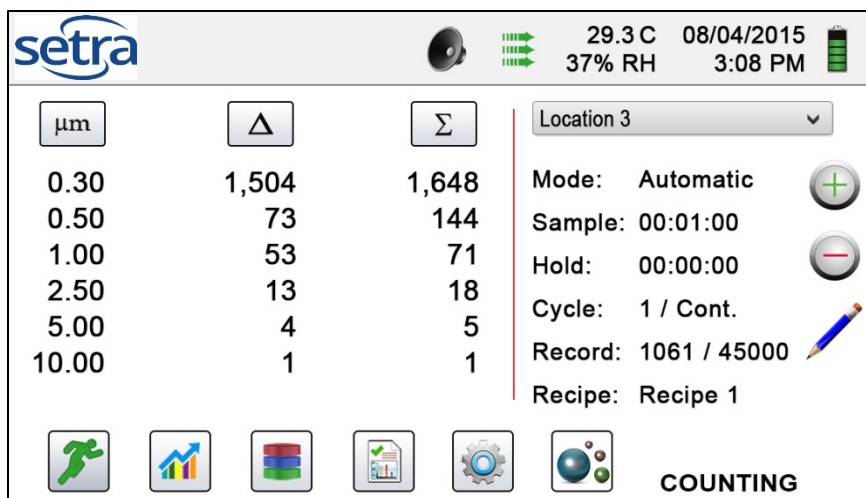 setra
29.3 C 08/04/2015
37% RH 3:08 PM
µm Δ Σ
0.30 1,504 1,648
0.50 73 144
1.00 53 71
2.50 13 18
5.00 4 5
10.00 1 1
Location 3
Mode: Automatic
Sample: 00:01:00
Hold: 00:00:00
Cycle: 1 / Cont.
Record: 1061 / 45000
Recipe: Recipe 1
COUNTING